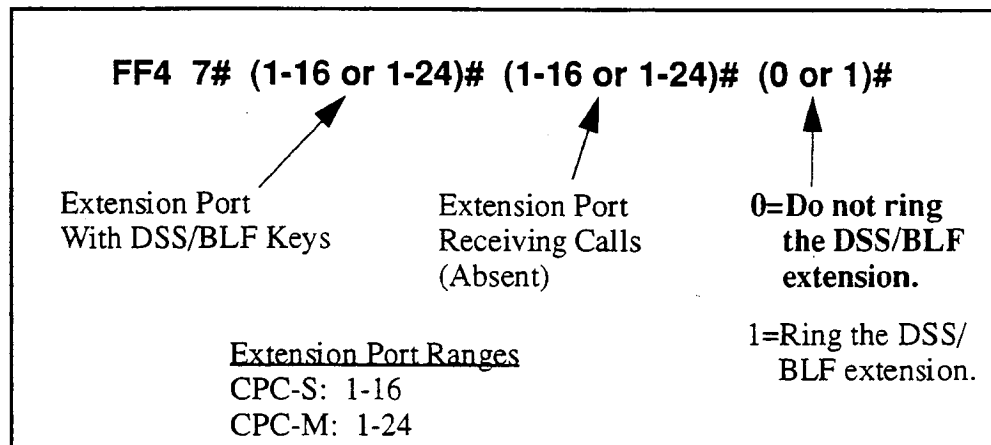 FF4 7# (1-16 or 1-24)# (1-16 or 1-24)# (0 or 1)#
Extension Port
With DSS/BLF Keys
Extension Port
Receiving Calls
(Absent)
0=Do not ring
the DSS/BLF
extension.
1=Ring the DSS/
BLF extension.
Extension Port Ranges
CPC-S: 1-16
CPC-M: 1-24